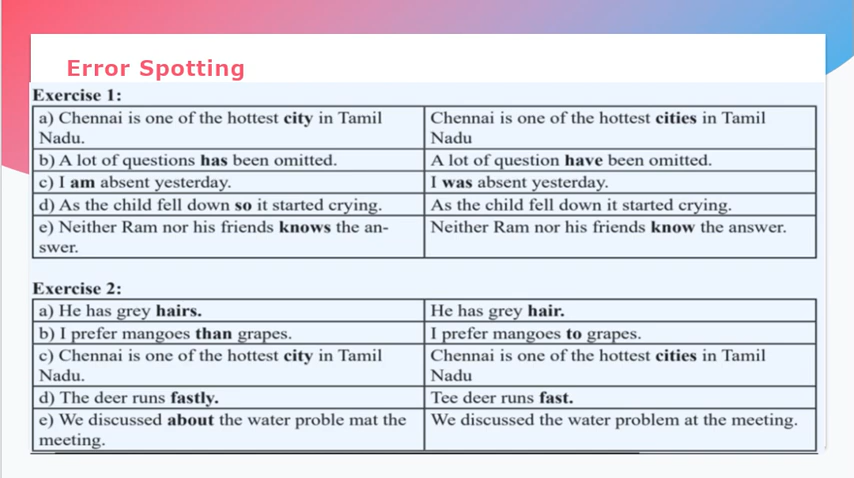 Error Spotting
Exercise 1:
a) Chennai is one of the hottest city in Tamil
Nadu.
Chennai is one of the hottest cities in Tamil
Nadu
b) A lot of questions has been omitted.
A lot of question have been omitted.
c) I am absent yesterday.
I was absent yesterday.
d) As the child fell down so it started crying.
As the child fell down it started crying.
e) Neither Ram nor his friends knows the an-
swer.
Neither Ram nor his friends know the answer.
Exercise 2:
a) He has grey hairs.
He has grey hair.
b) I prefer mangoes than grapes.
I prefer mangoes to grapes.
c) Chennai is one of the hottest city in Tamil
Nadu.
Chennai is one of the hottest cities in Tamil
Nadu
d) The deer runs fastly.
Tee deer runs fast.
e) We discussed about the water proble mat the
meeting.
We discussed the water problem at the meeting.